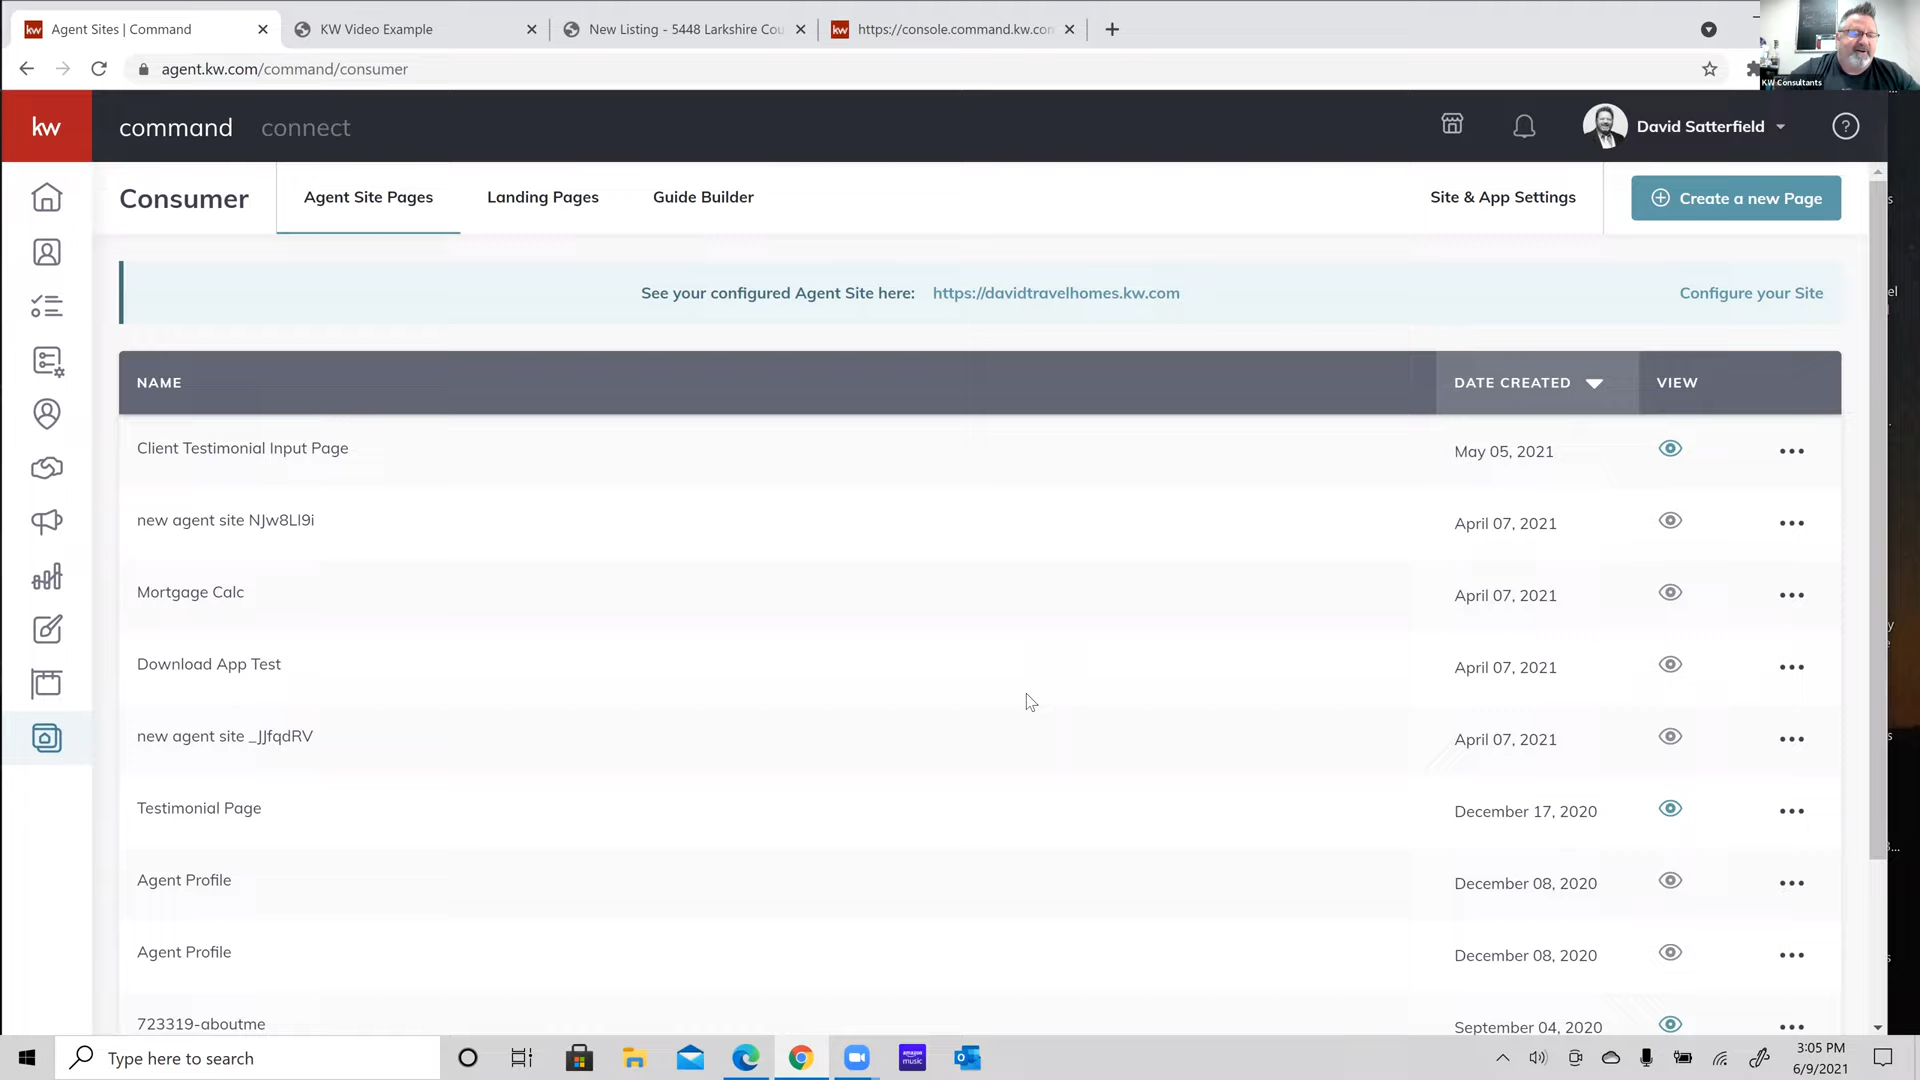 Agent Sites | Command
KW Video Example
New Listing - 5448 Larkshire Cou
https://console.command.kw.con
agent.kw.com/command/consumer
KW Consultants
kw
command
connect
David Satterfield
Consumer
Agent Site Pages
Landing Pages
Guide Builder
Site & App Settings
Create a new Page
See your configured Agent Site here: https://davidtravelhomes.kw.com
Configure your Site
NAME
DATE CREATED
VIEW
Client Testimonial Input Page
May 05, 2021
new agent site NJw8LI9i
April 07, 2021
Mortgage Calc
April 07, 2021
Download App Test
April 07, 2021
new agent site _JJfqdRV
April 07, 2021
Testimonial Page
December 17, 2020
Agent Profile
December 08, 2020
Agent Profile
December 08, 2020
723319-aboutme
September 04, 2020
Type here to search
amazon music
3:05 PM
6/9/2021